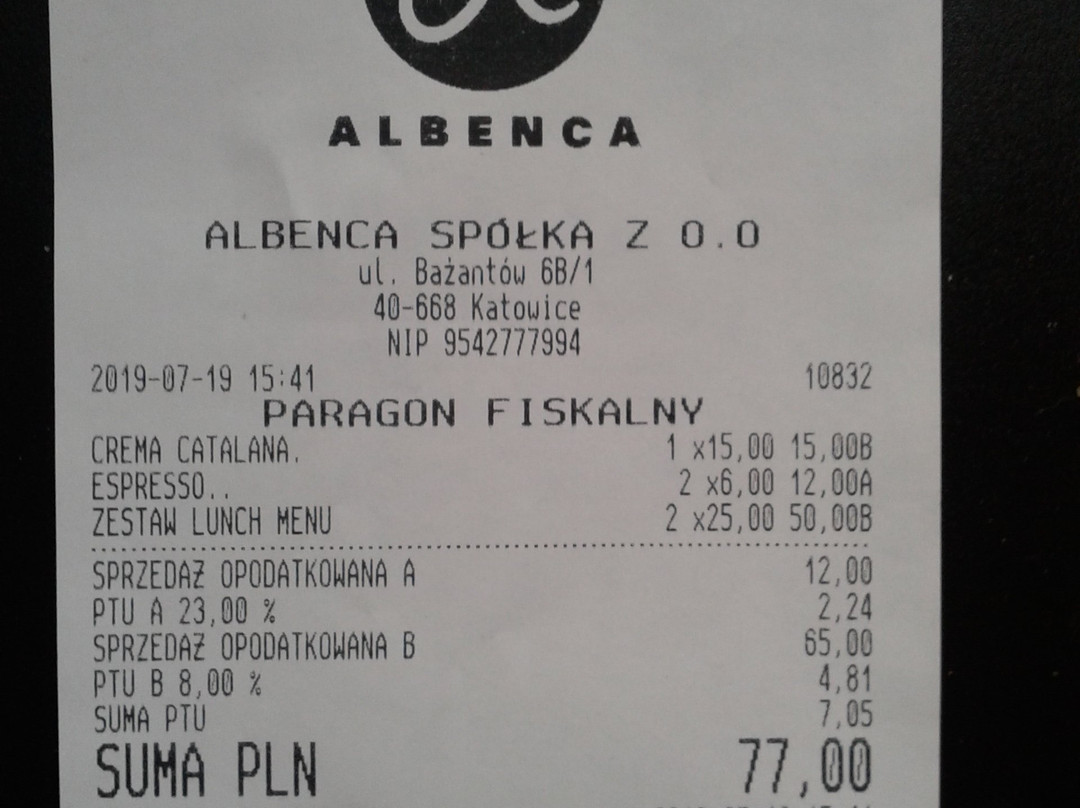 ALBENCA
ALBENCA SPÓŁKA Z O.O
ul. Bażantów 6B/1
40-668 Katowice
NIP 9542777994
2019-07-19 15:41 10832
PARAGON FISKALNY
CREMA CATALANA. 1 x15,00 15,00B
ESPRESSO.. 2 x6,00 12,00A
ZESTAW LUNCH MENU 2 x25,00 50,00B
SPRZEDAŻ OPODATKOWANA A 12,00
PTU A 23,00 % 2,24
SPRZEDAŻ OPODATKOWANA B 65,00
PTU B 8,00 % 4,81
SUMA PTU 7,05
SUMA PLN 77,00